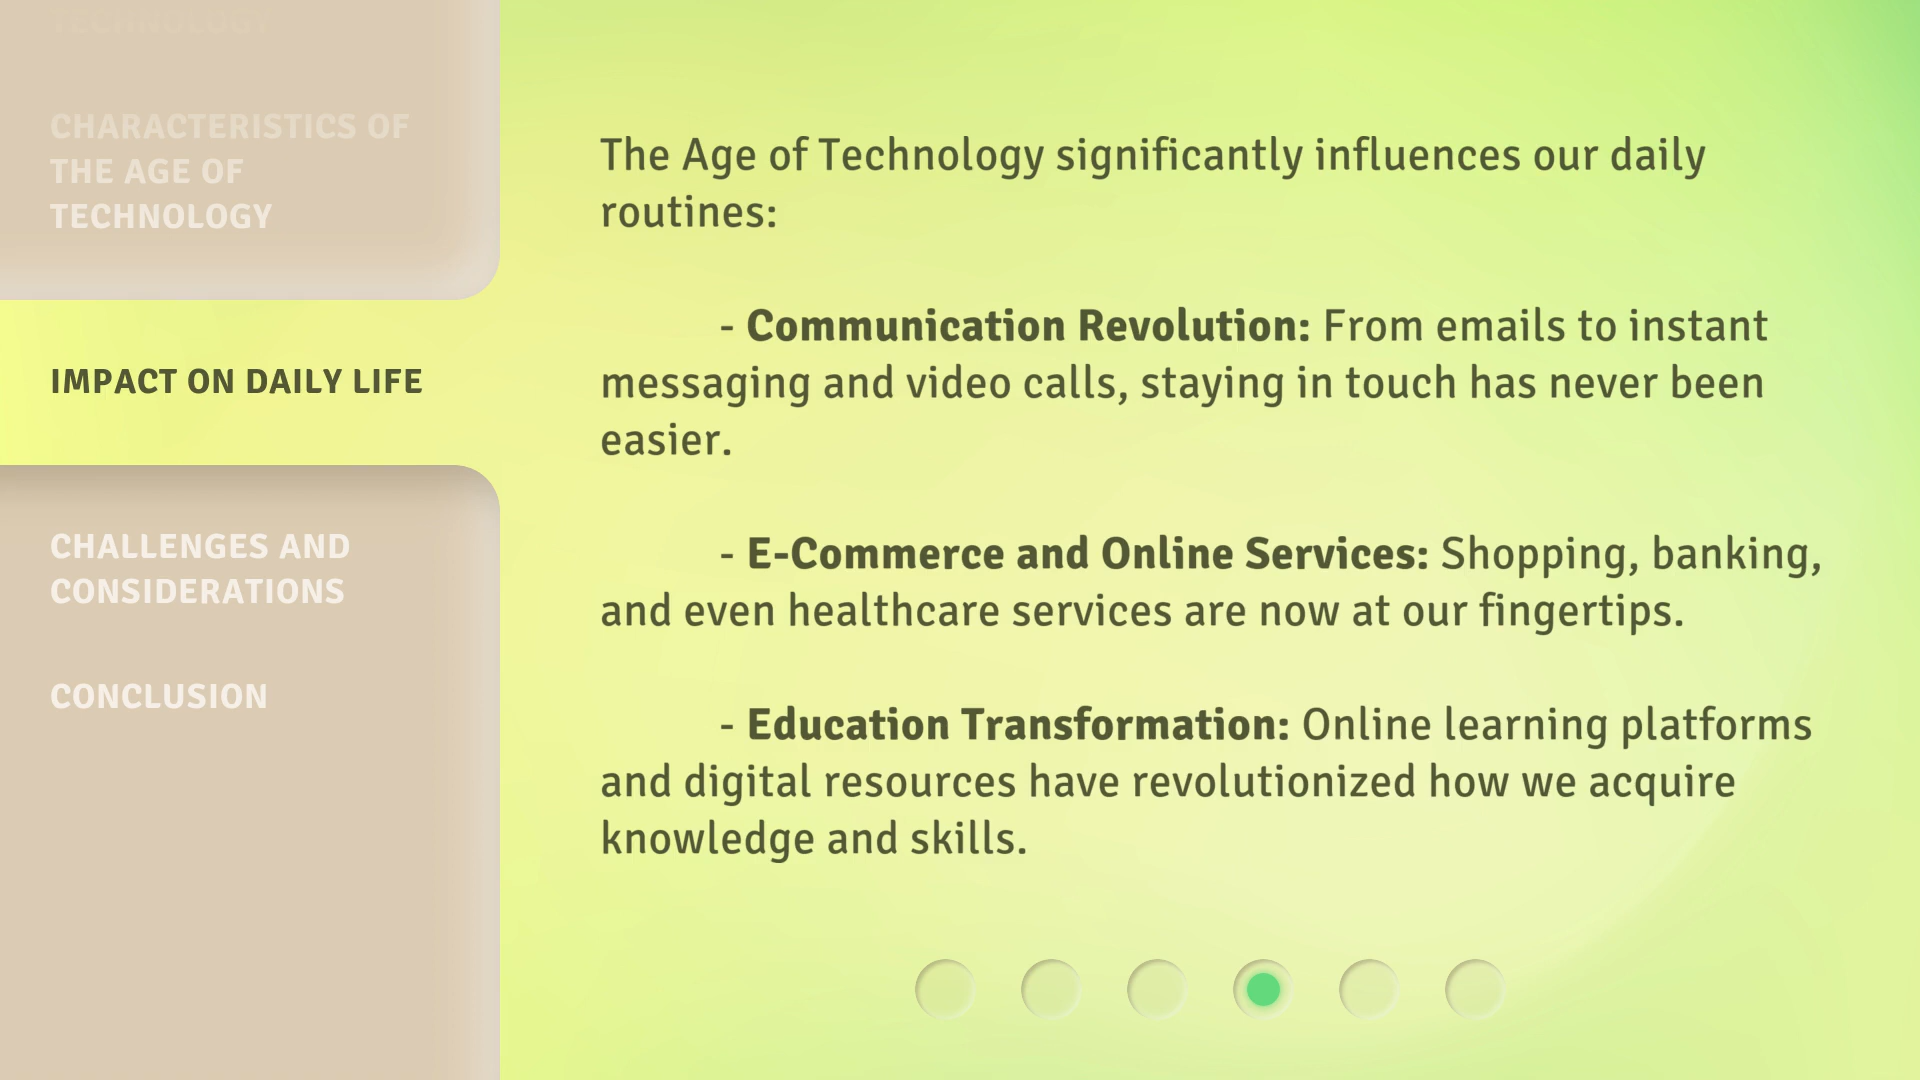 TECHNOLOGY
CHARACTERISTICS OF
THE AGE OF
TECHNOLOGY
IMPACT ON DAILY LIFE
CHALLENGES AND
CONSIDERATIONS
CONCLUSION
The Age of Technology significantly influences our daily
routines:
- Communication Revolution: From emails to instant
messaging and video calls, staying in touch has never been
easier.
- E-Commerce and Online Services: Shopping, banking,
and even healthcare services are now at our fingertips.
- Education Transformation: Online learning platforms
and digital resources have revolutionized how we acquire
knowledge and skills.